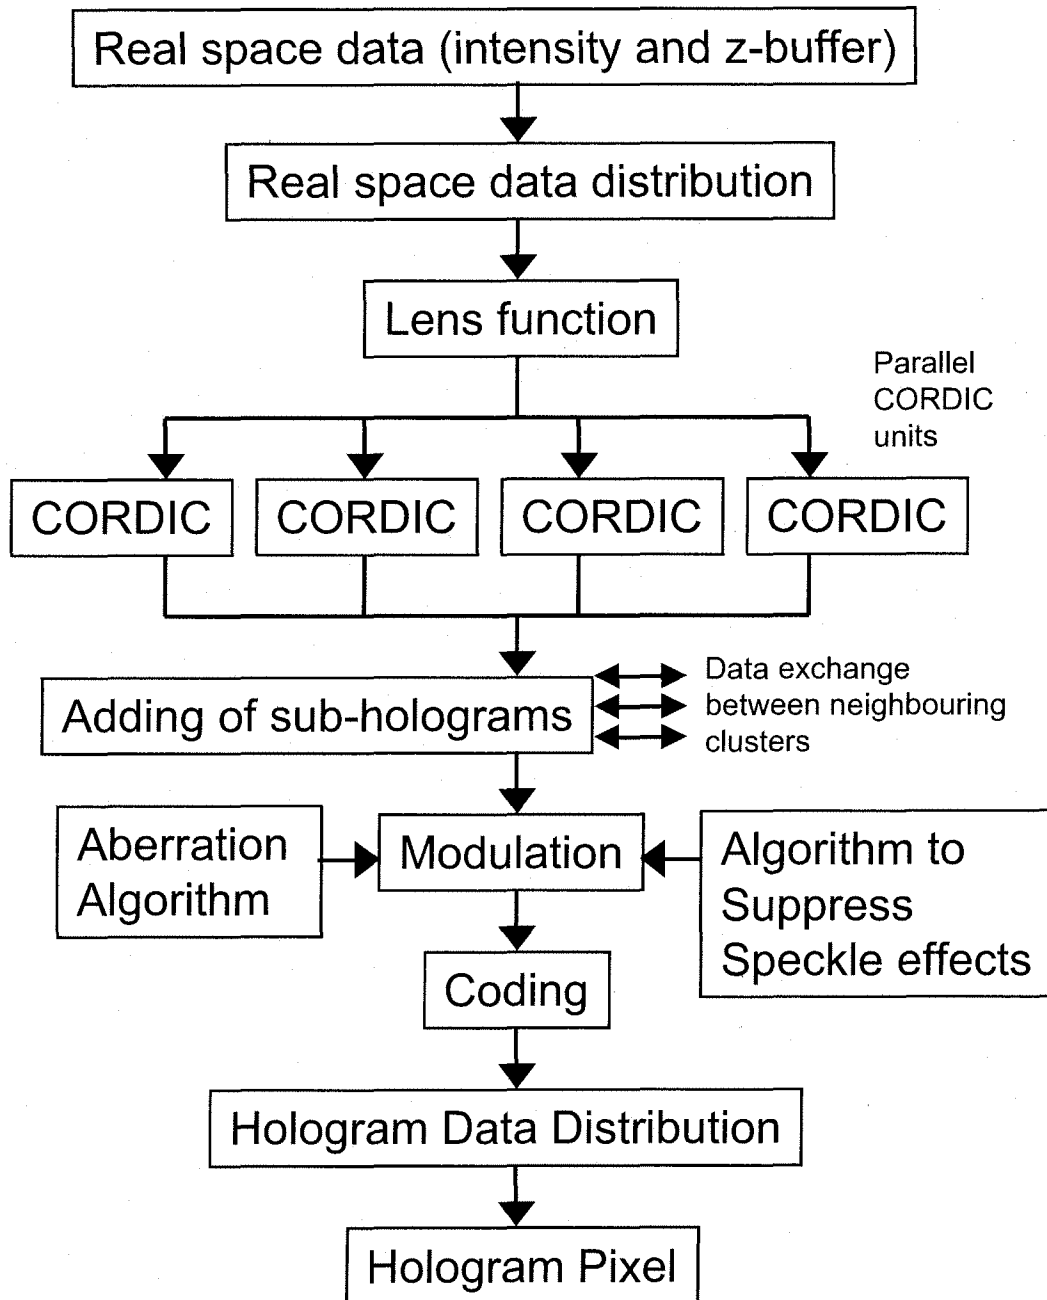 Real space data (intensity and z-buffer)
Real space data distribution
Lens function
Parallel
CORDIC
units
CORDIC
CORDIC
CORDIC
CORDIC
Adding of sub-holograms
Data exchange
between neighbouring
clusters
Aberration
Algorithm
Modulation
Algorithm to
Suppress
Speckle effects
Coding
Hologram Data Distribution
Hologram Pixel